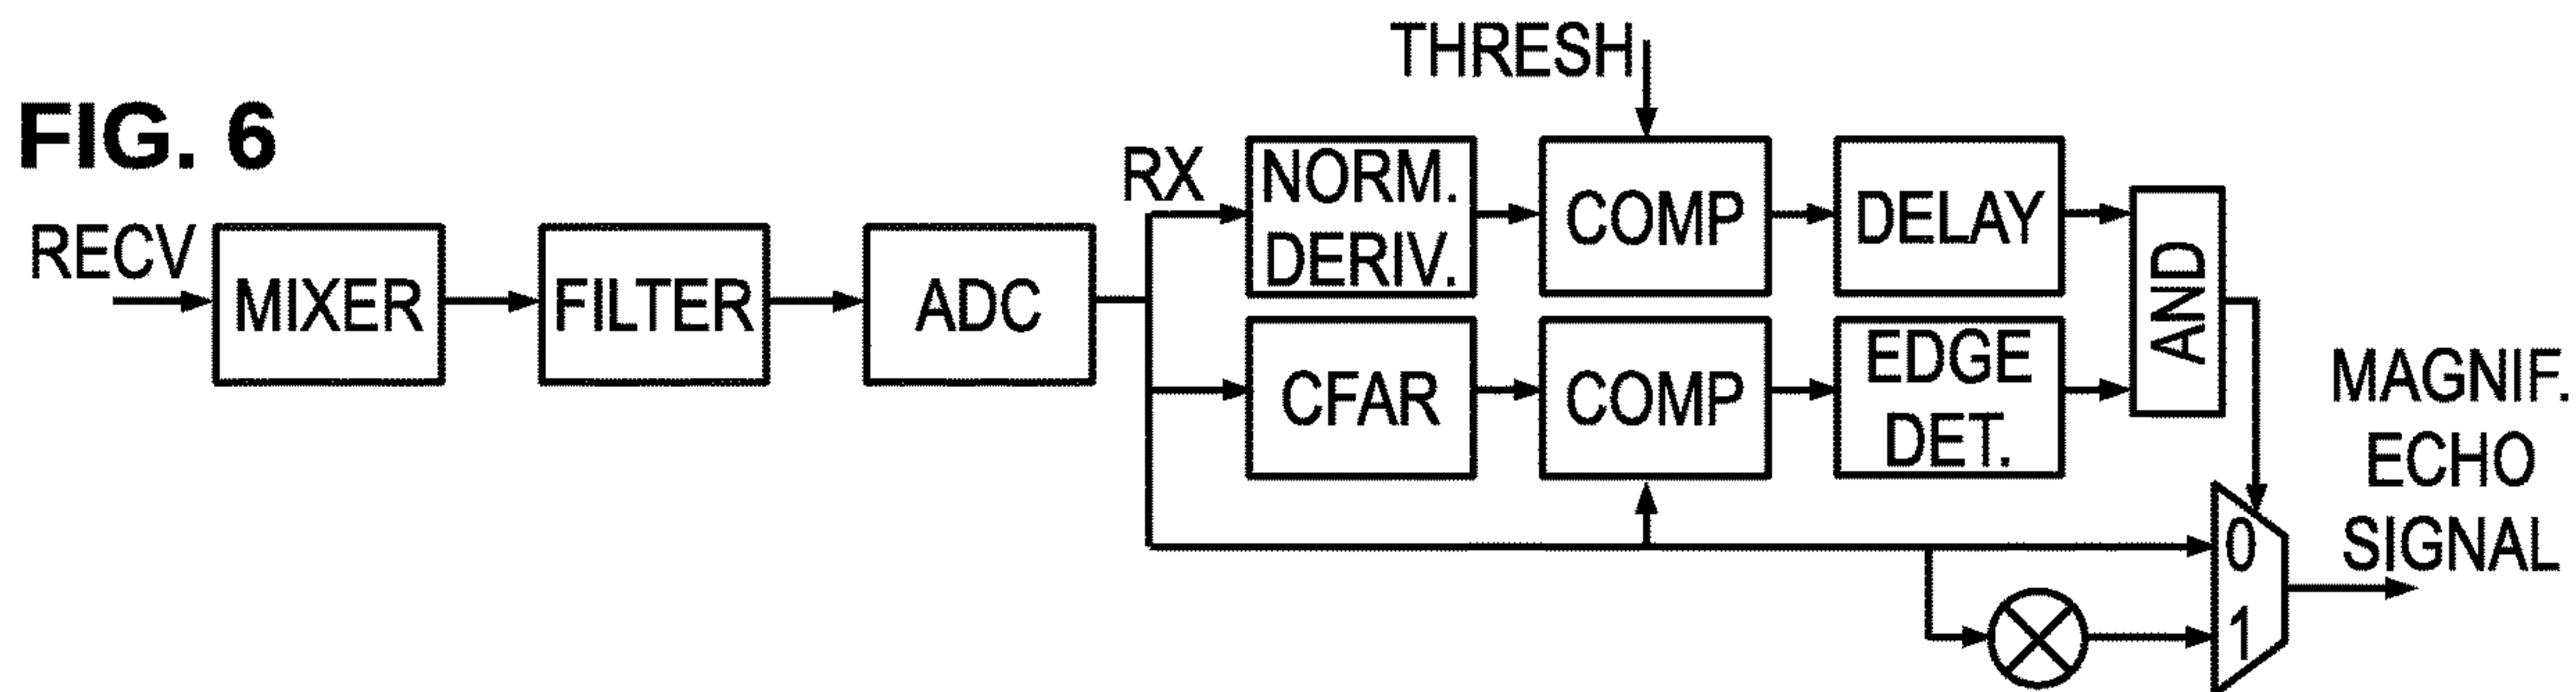 FIG. 6
RECV
MIXER
FILTER
ADC
RX
THRESH
NORM.
DERIV.
COMP
DELAY
CFAR
COMP
EDGE
DET.
AND
0
1
MAGNIF.
ECHO
SIGNAL